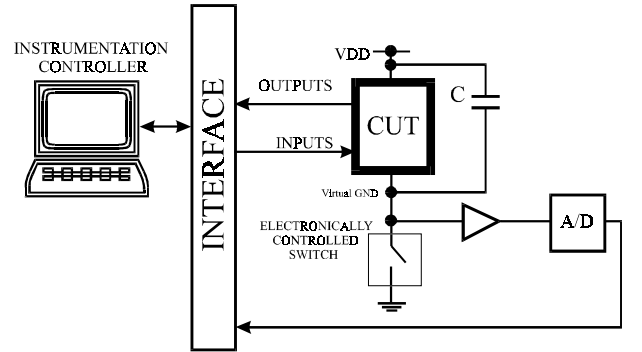 INSTRUMENTATION
CONTROLLER
INTERFACE
OUTPUTS
INPUTS
VDD
CUT
C
Virtual GND
ELECTRONICALLY
CONTROLLED
SWITCH
A/D